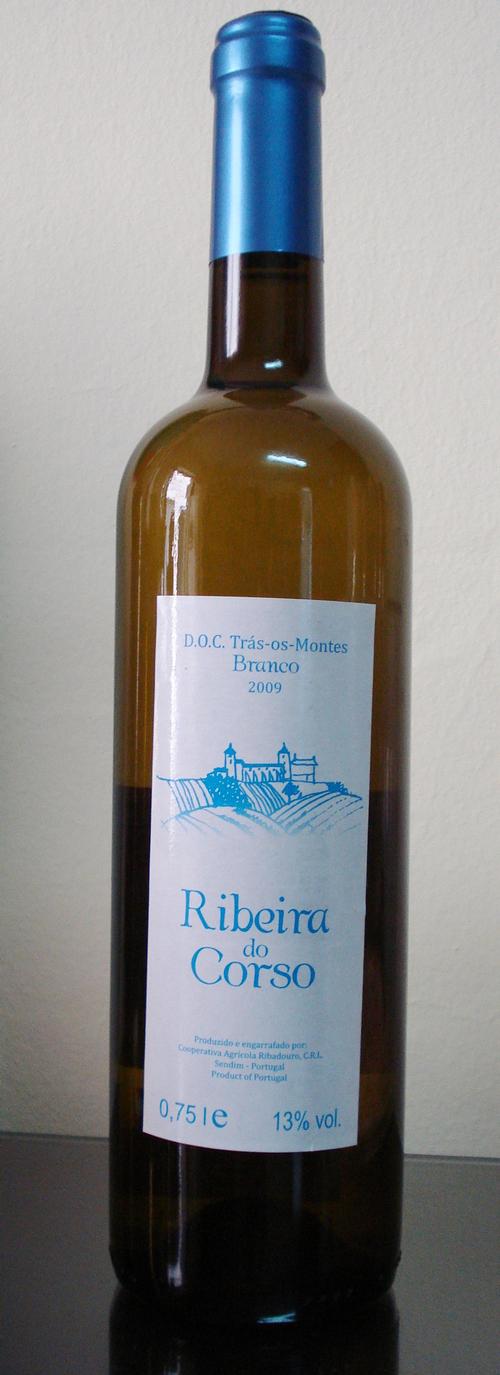 D.O.C. Trás-os-Montes
Branco
2009
Ribeira
do
Corso
Produzido e engarrafado por:
Cooperativa Agrícola Ribadouro, C.R.L.
Sendim - Portugal
Product of Portugal
0,75 l e 13% vol.